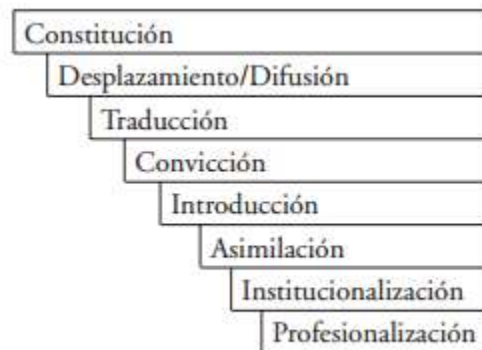 Constitución
Desplazamiento/Difusión
Traducción
Convicción
Introducción
Asimilación
Institucionalización
Profesionalización